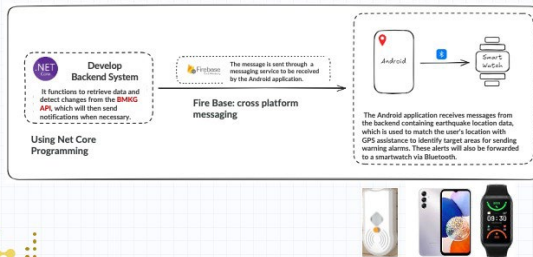 .NET
Core
Develop
Backend System
It functions to retrieve data and
detect changes from the BMKG
API, which will then send
notifications when necessary.
Using Net Core
Programming
Firebase
The message is sent through a
messaging service to be received
by the Android application.
Fire Base: cross platform
messaging
Android
Smart
Watch
The Android application receives messages from
the backend containing earthquake location data,
which is used to match the user's location with
GPS assistance to identify target areas for sending
warning alarms. These alerts will also be forwarded
to a smartwatch via Bluetooth.
09:30